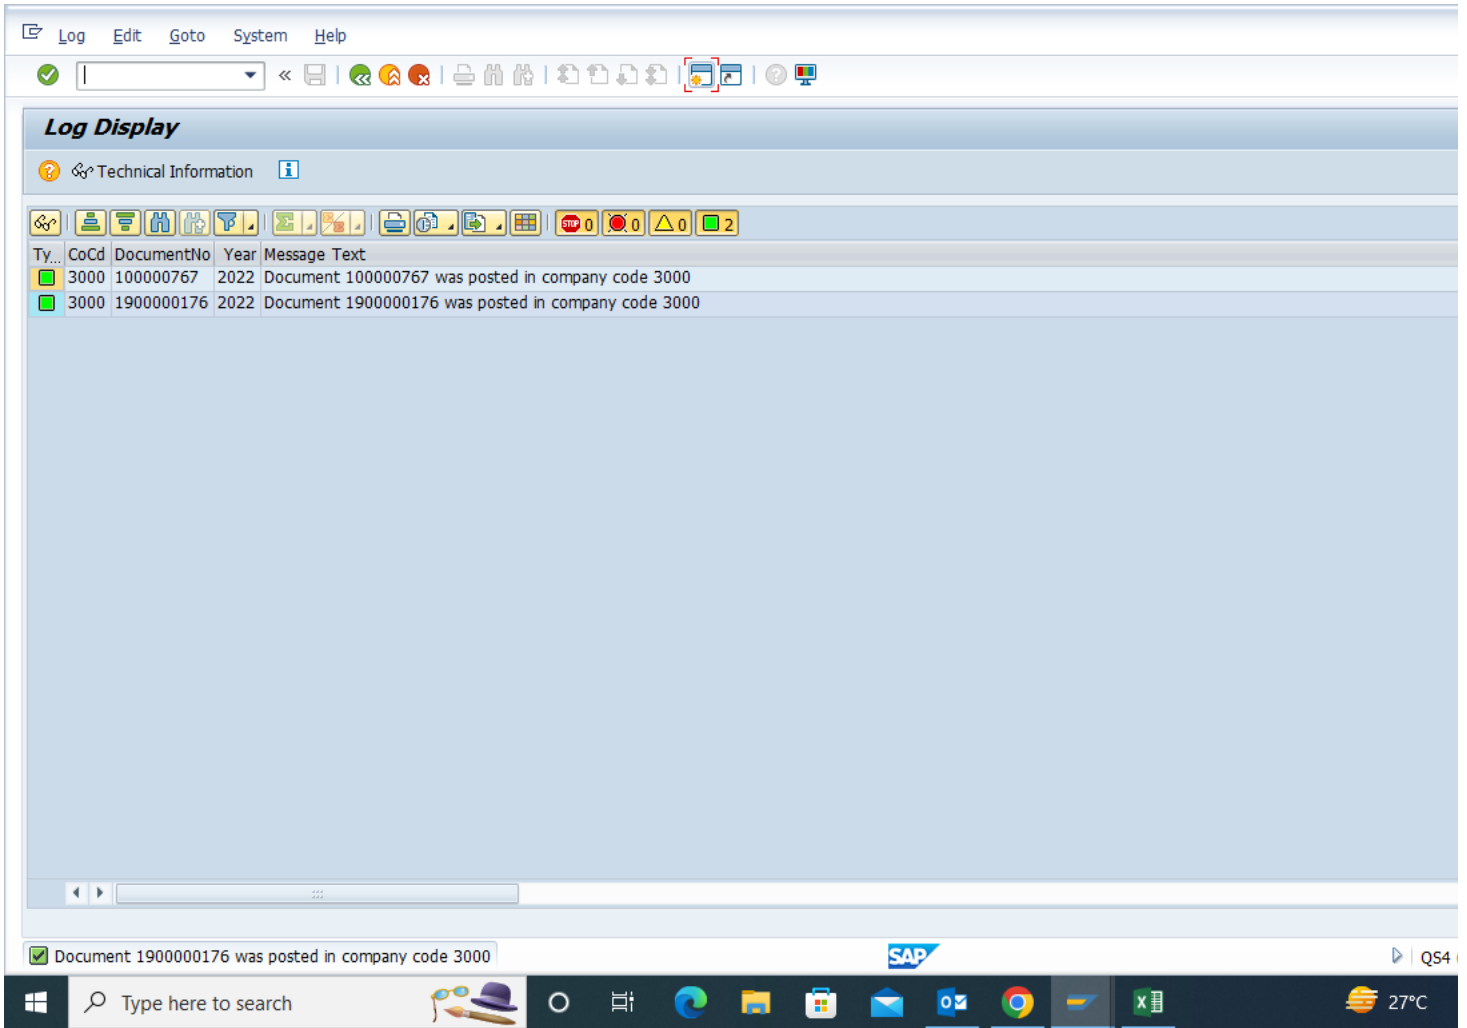 Log Edit Goto System Help
Log Display
Technical Information
STOP 0 0 0 2
Ty... CoCd DocumentNo Year Message Text
3000 100000767 2022 Document 100000767 was posted in company code 3000
3000 1900000176 2022 Document 1900000176 was posted in company code 3000
Document 1900000176 was posted in company code 3000 SAP QS4
Type here to search 27°C